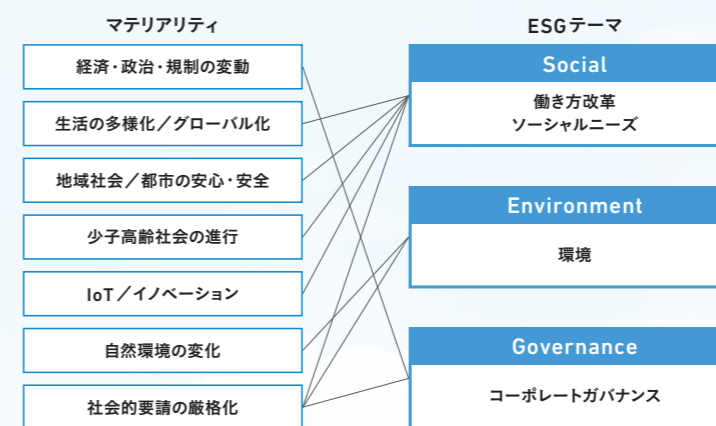 マテリアリティ
経済・政治・規制の変動
生活の多様化／グローバル化
地域社会／都市の安心・安全
少子高齢社会の進行
IoT／イノベーション
自然環境の変化
社会的要請の厳格化
ESGテーマ
Social
働き方改革
ソーシャルニーズ
Environment
環境
Governance
コーポレートガバナンス